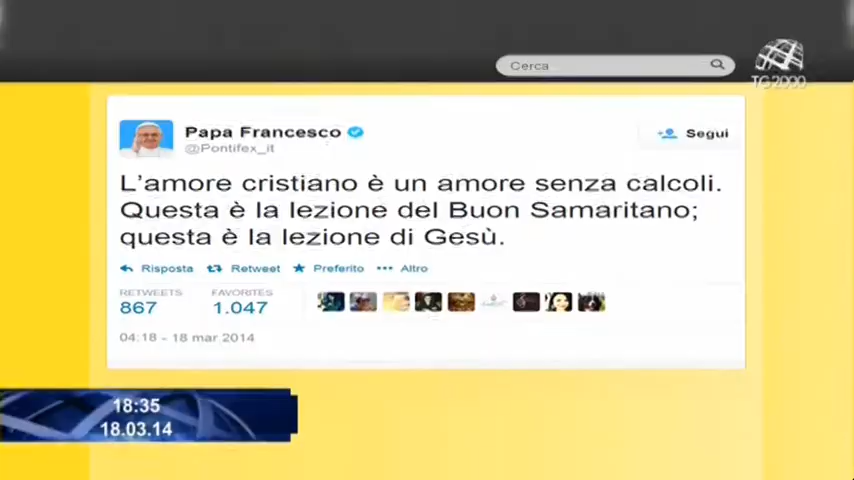 Cerca
TG2000
Papa Francesco
@Pontifex_it
Segui
L'amore cristiano è un amore senza calcoli.
Questa è la lezione del Buon Samaritano;
questa è la lezione di Gesù.
Risposta Retweet Preferito ••• Altro
RETWEETS FAVORITES
867 1.047
04:18 - 18 mar 2014
18:35
18.03.14